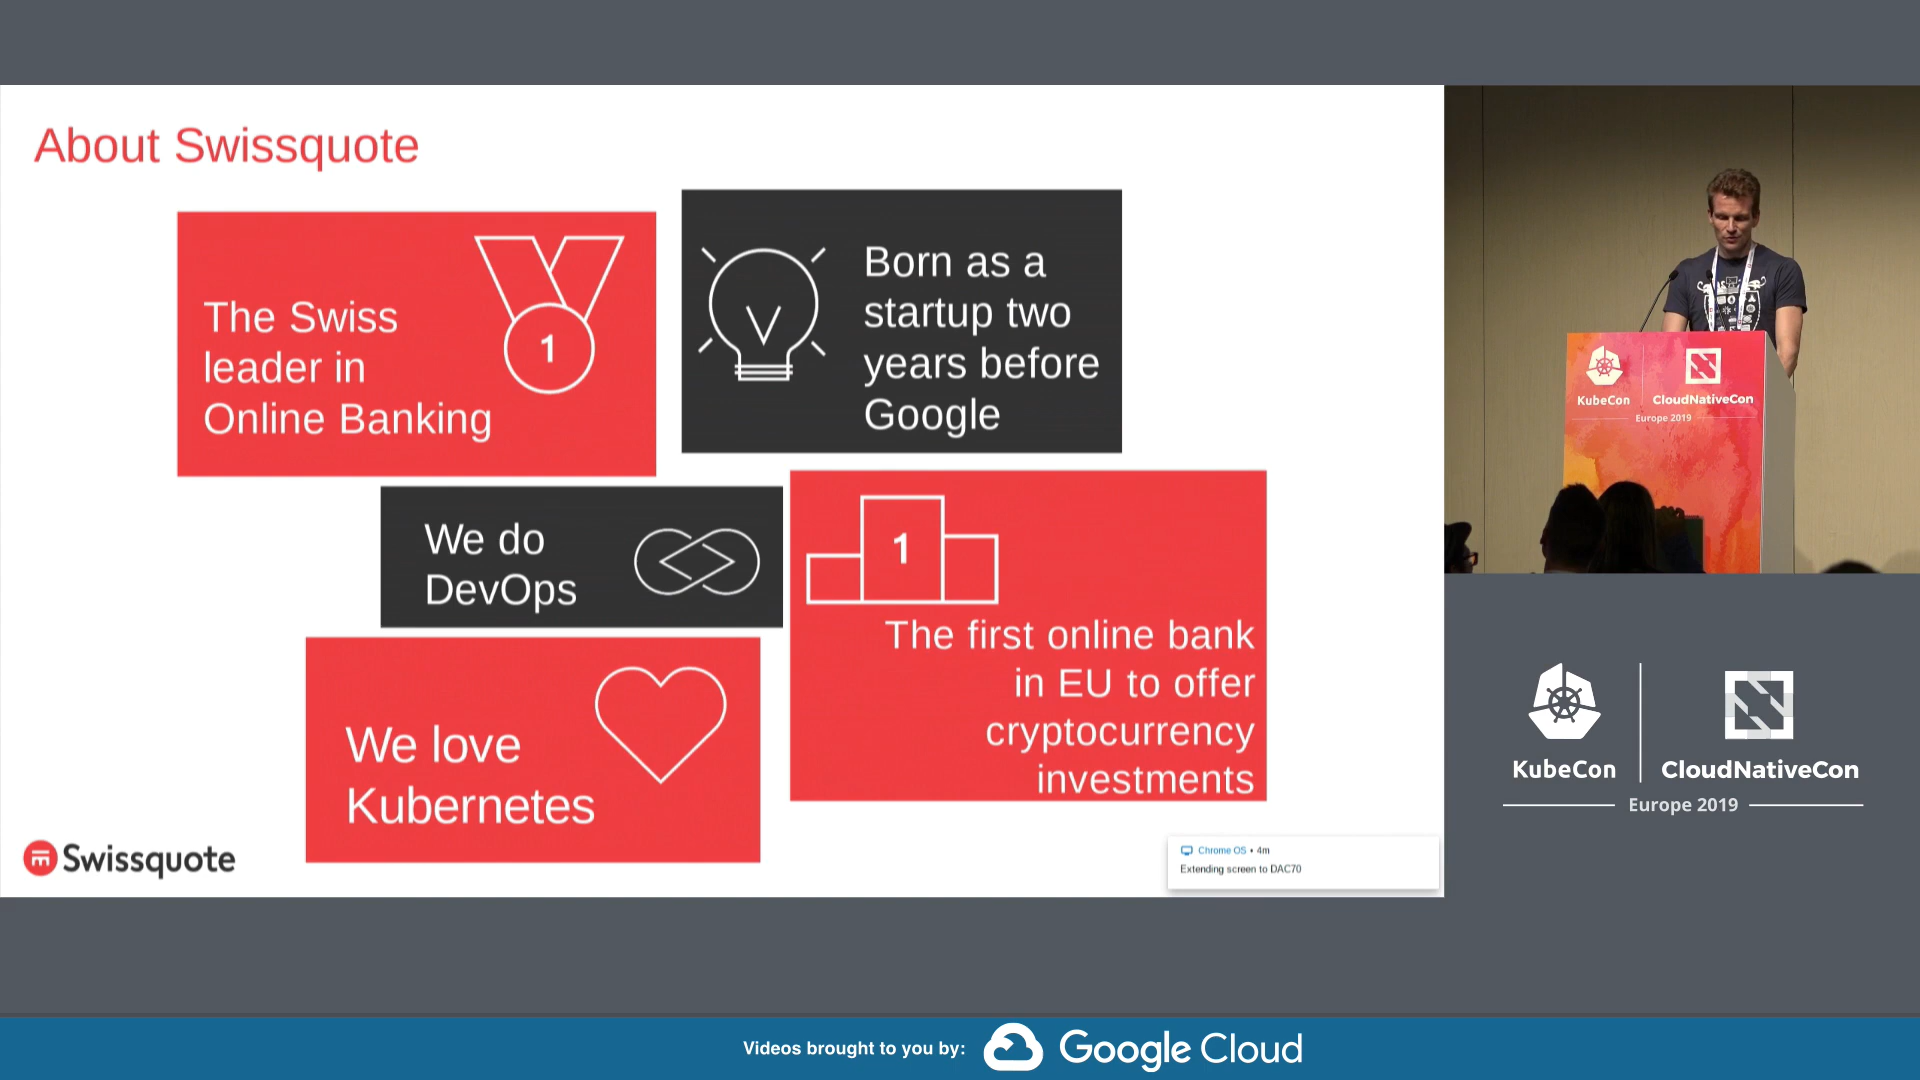 About Swissquote
The Swiss
leader in
Online Banking
1
Born as a
startup two
years before
Google
We do
DevOps
1
The first online bank
in EU to offer
cryptocurrency
investments
We love
Kubernetes
Swissquote
Chrome OS • 4m
Extending screen to DAC70
KubeCon
CloudNativeCon
Europe 2019
KubeCon
CloudNativeCon
Europe 2019
Videos brought to you by:
Google Cloud